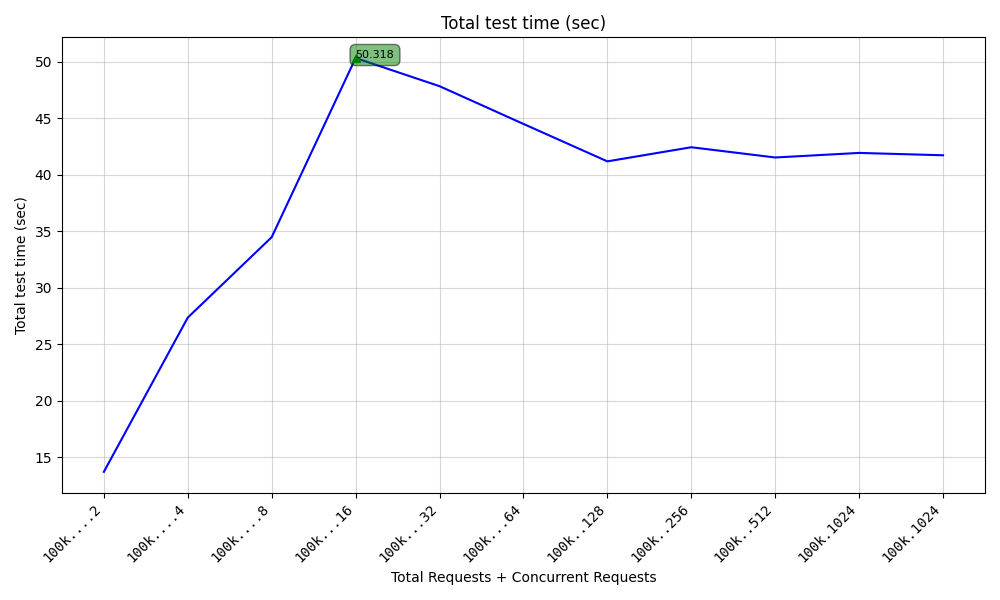 Total test time (sec)
50.318
Total test time (sec)
50
45
40
35
30
25
20
15
100k....2
100k....4
100k....8
100k...16
100k...32
100k...64
100k..128
100k..256
100k..512
100k.1024
100k.1024
Total Requests + Concurrent Requests